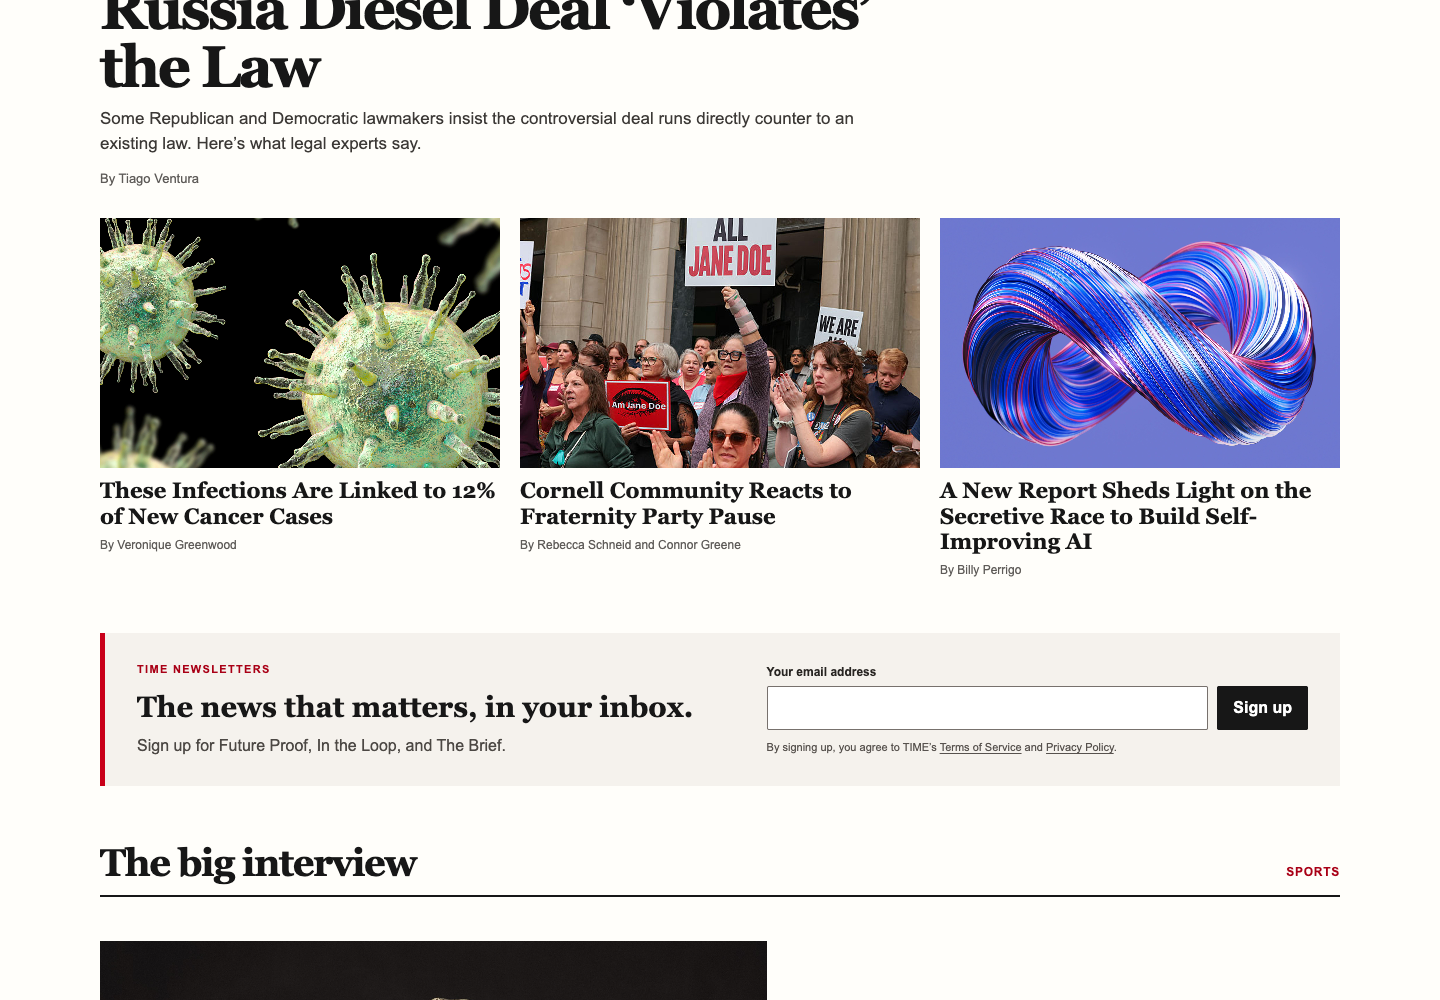 Russia Diesel Deal ‘Violates’
the Law
Some Republican and Democratic lawmakers insist the controversial deal runs directly counter to an
existing law. Here’s what legal experts say.
By Tiago Ventura
ALL
JANE DOE
WE ARE
I Am Jane Doe
These Infections Are Linked to 12%
of New Cancer Cases
By Veronique Greenwood
Cornell Community Reacts to
Fraternity Party Pause
By Rebecca Schneid and Connor Greene
A New Report Sheds Light on the
Secretive Race to Build Self-
Improving AI
By Billy Perrigo
TIME NEWSLETTERS
The news that matters, in your inbox.
Sign up for Future Proof, In the Loop, and The Brief.
Your email address
Sign up
By signing up, you agree to TIME’s Terms of Service and Privacy Policy.
The big interview
SPORTS